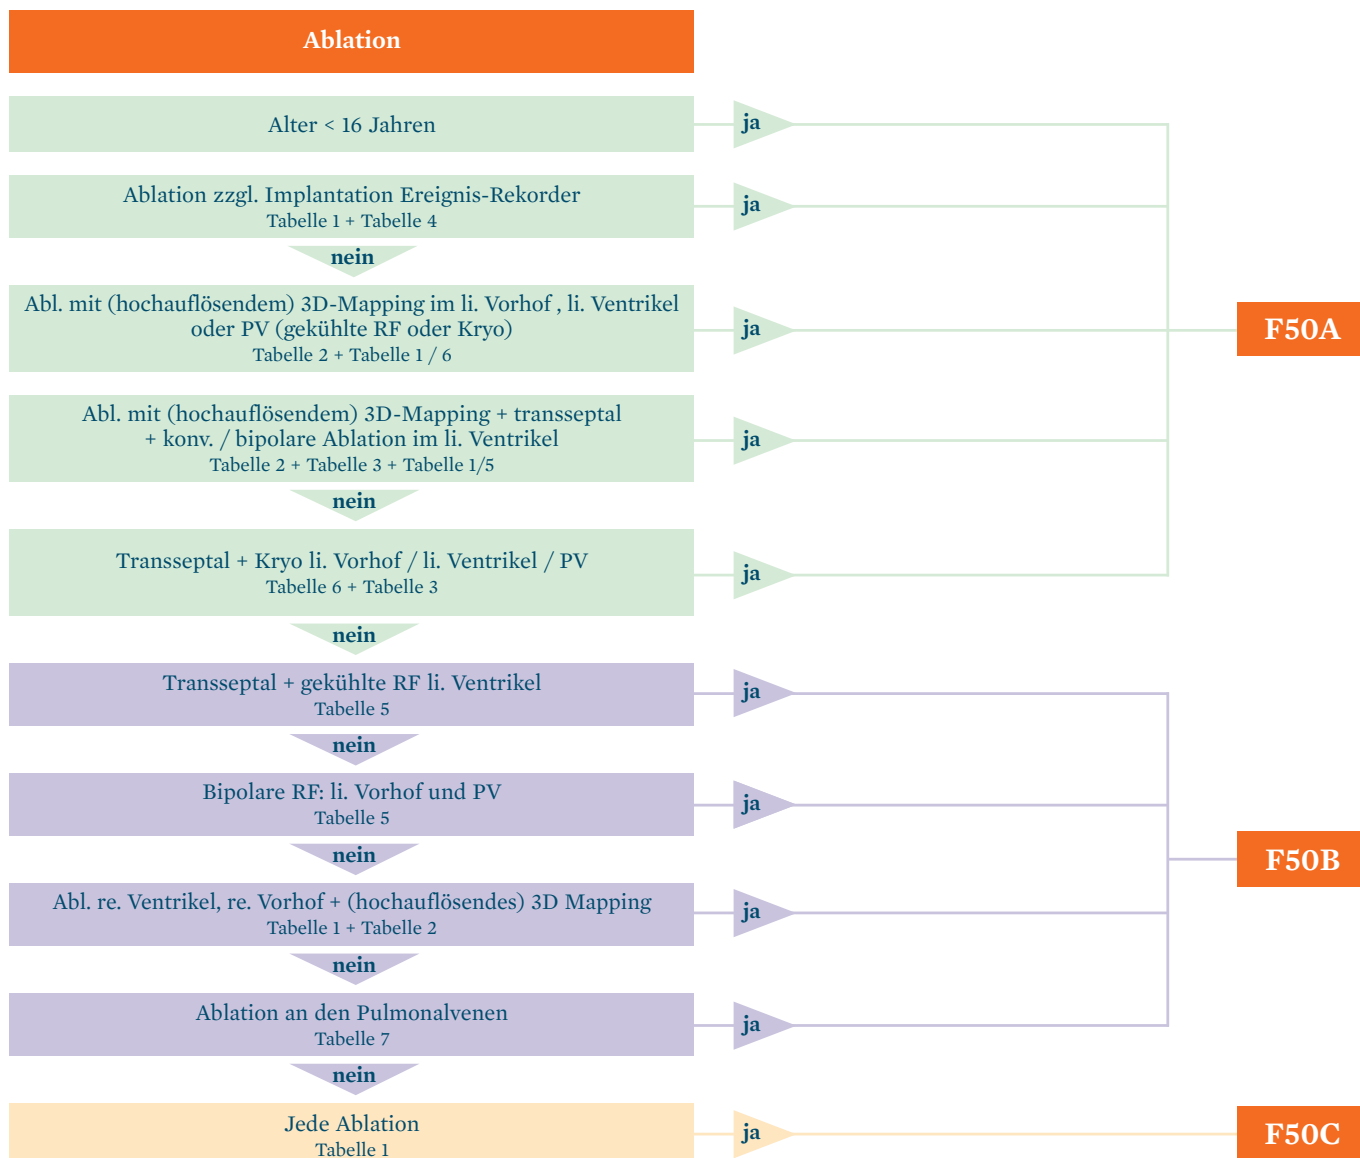 Ablation
Alter < 16 Jahren
ja
Ablation zzgl. Implantation Ereignis-Rekorder
Tabelle 1 + Tabelle 4
ja
nein
Abl. mit (hochauflösendem) 3D-Mapping im li. Vorhof , li. Ventrikel
oder PV (gekühlte RF oder Kryo)
Tabelle 2 + Tabelle 1 / 6
ja
F50A
Abl. mit (hochauflösendem) 3D-Mapping + transseptal
+ konv. / bipolare Ablation im li. Ventrikel
Tabelle 2 + Tabelle 3 + Tabelle 1/5
ja
nein
Transseptal + Kryo li. Vorhof / li. Ventrikel / PV
Tabelle 6 + Tabelle 3
ja
nein
Transseptal + gekühlte RF li. Ventrikel
Tabelle 5
ja
nein
Bipolare RF: li. Vorhof und PV
Tabelle 5
ja
nein
F50B
Abl. re. Ventrikel, re. Vorhof + (hochauflösendes) 3D Mapping
Tabelle 1 + Tabelle 2
ja
nein
Ablation an den Pulmonalvenen
Tabelle 7
ja
nein
Jede Ablation
Tabelle 1
ja
F50C